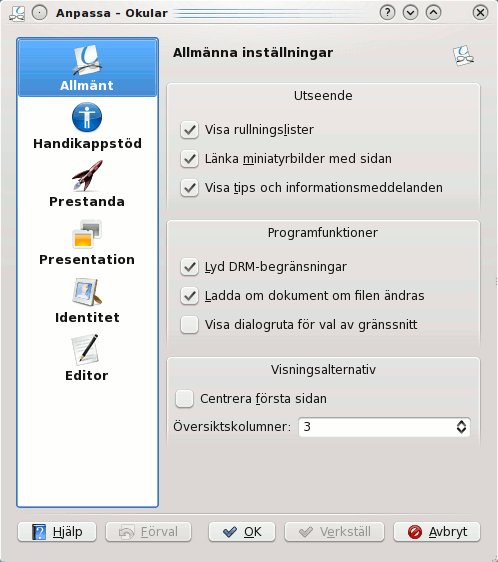 Anpassa – Okular
Allmänt
Handikappstöd
Prestanda
Presentation
Identitet
Editor
Allmänna inställningar
Utseende
Visa rullningslister
Länka miniatyrbilder med sidan
Visa tips och informationsmeddelanden
Programfunktioner
Lyd DRM-begränsningar
Ladda om dokument om filen ändras
Visa dialogruta för val av gränssnitt
Visningsalternativ
Centrera första sidan
Översiktskolumner: 3
Hjälp Förval OK Verkställ Avbryt